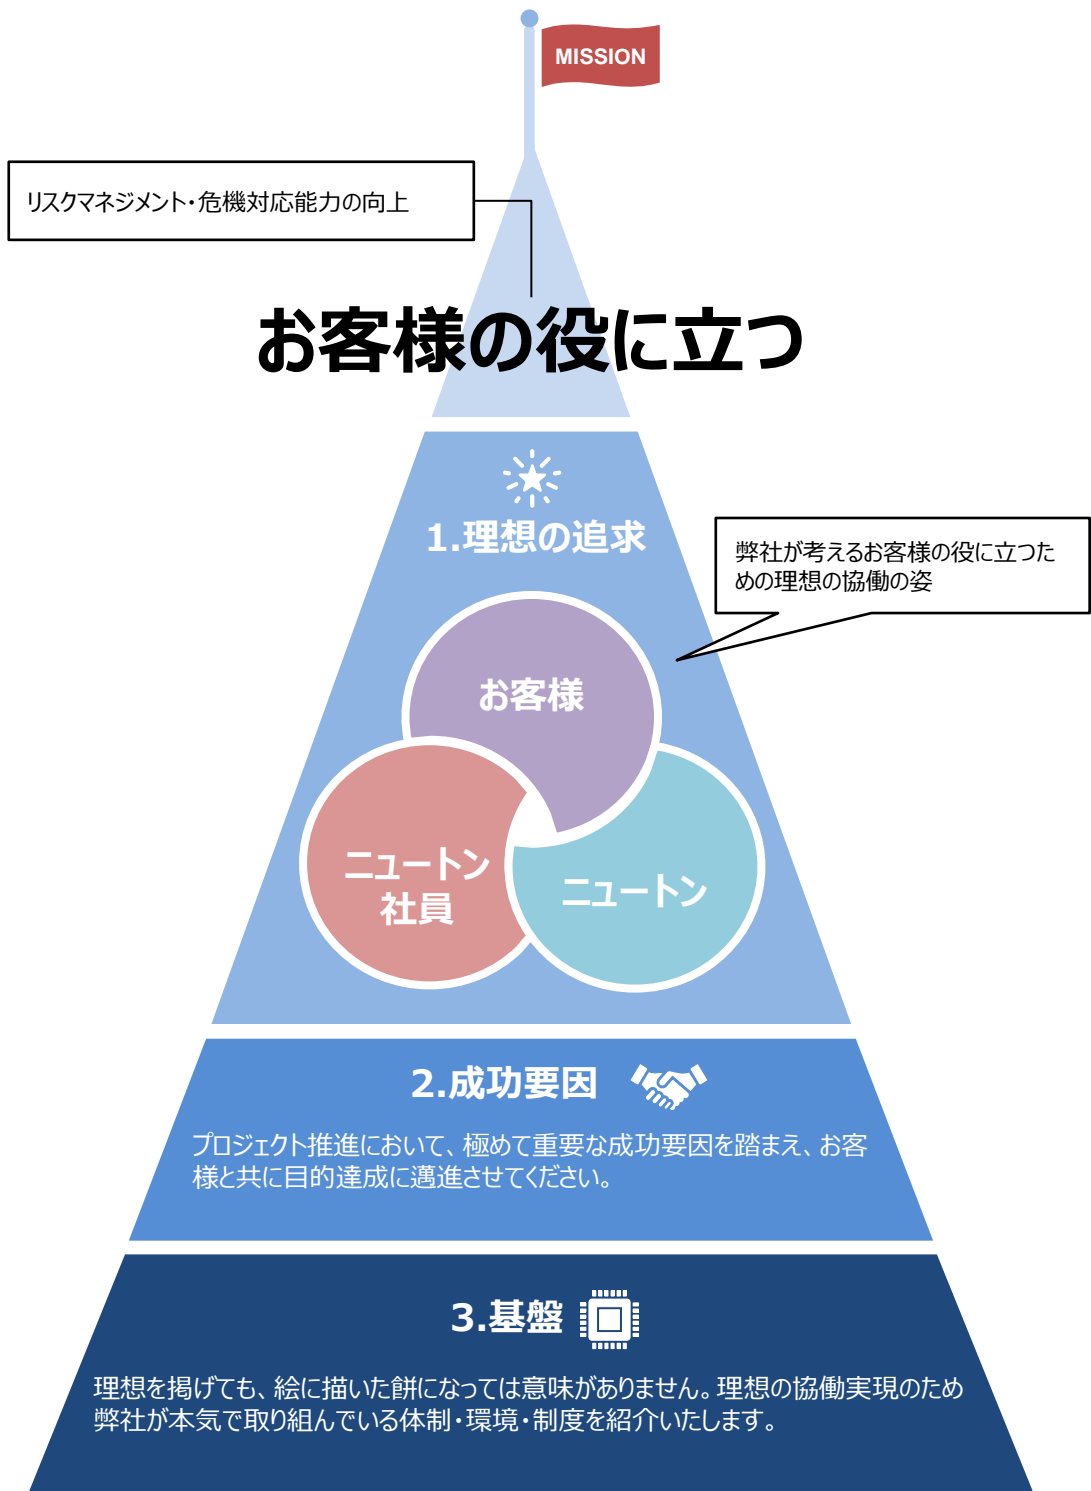 MISSION
リスクマネジメント・危機対応能力の向上
お客様の役に立つ
1.理想の追求
弊社が考えるお客様の役に立つた
めの理想の協働の姿
お客様
ニュートン
社員
ニュートン
2.成功要因
プロジェクト推進において、極めて重要な成功要因を踏まえ、お客
様と共に目的達成に邁進させてください。
3.基盤
理想を掲げても、絵に描いた餅になっては意味がありません。理想の協働実現のため
弊社が本気で取り組んでいる体制・環境・制度を紹介いたします。